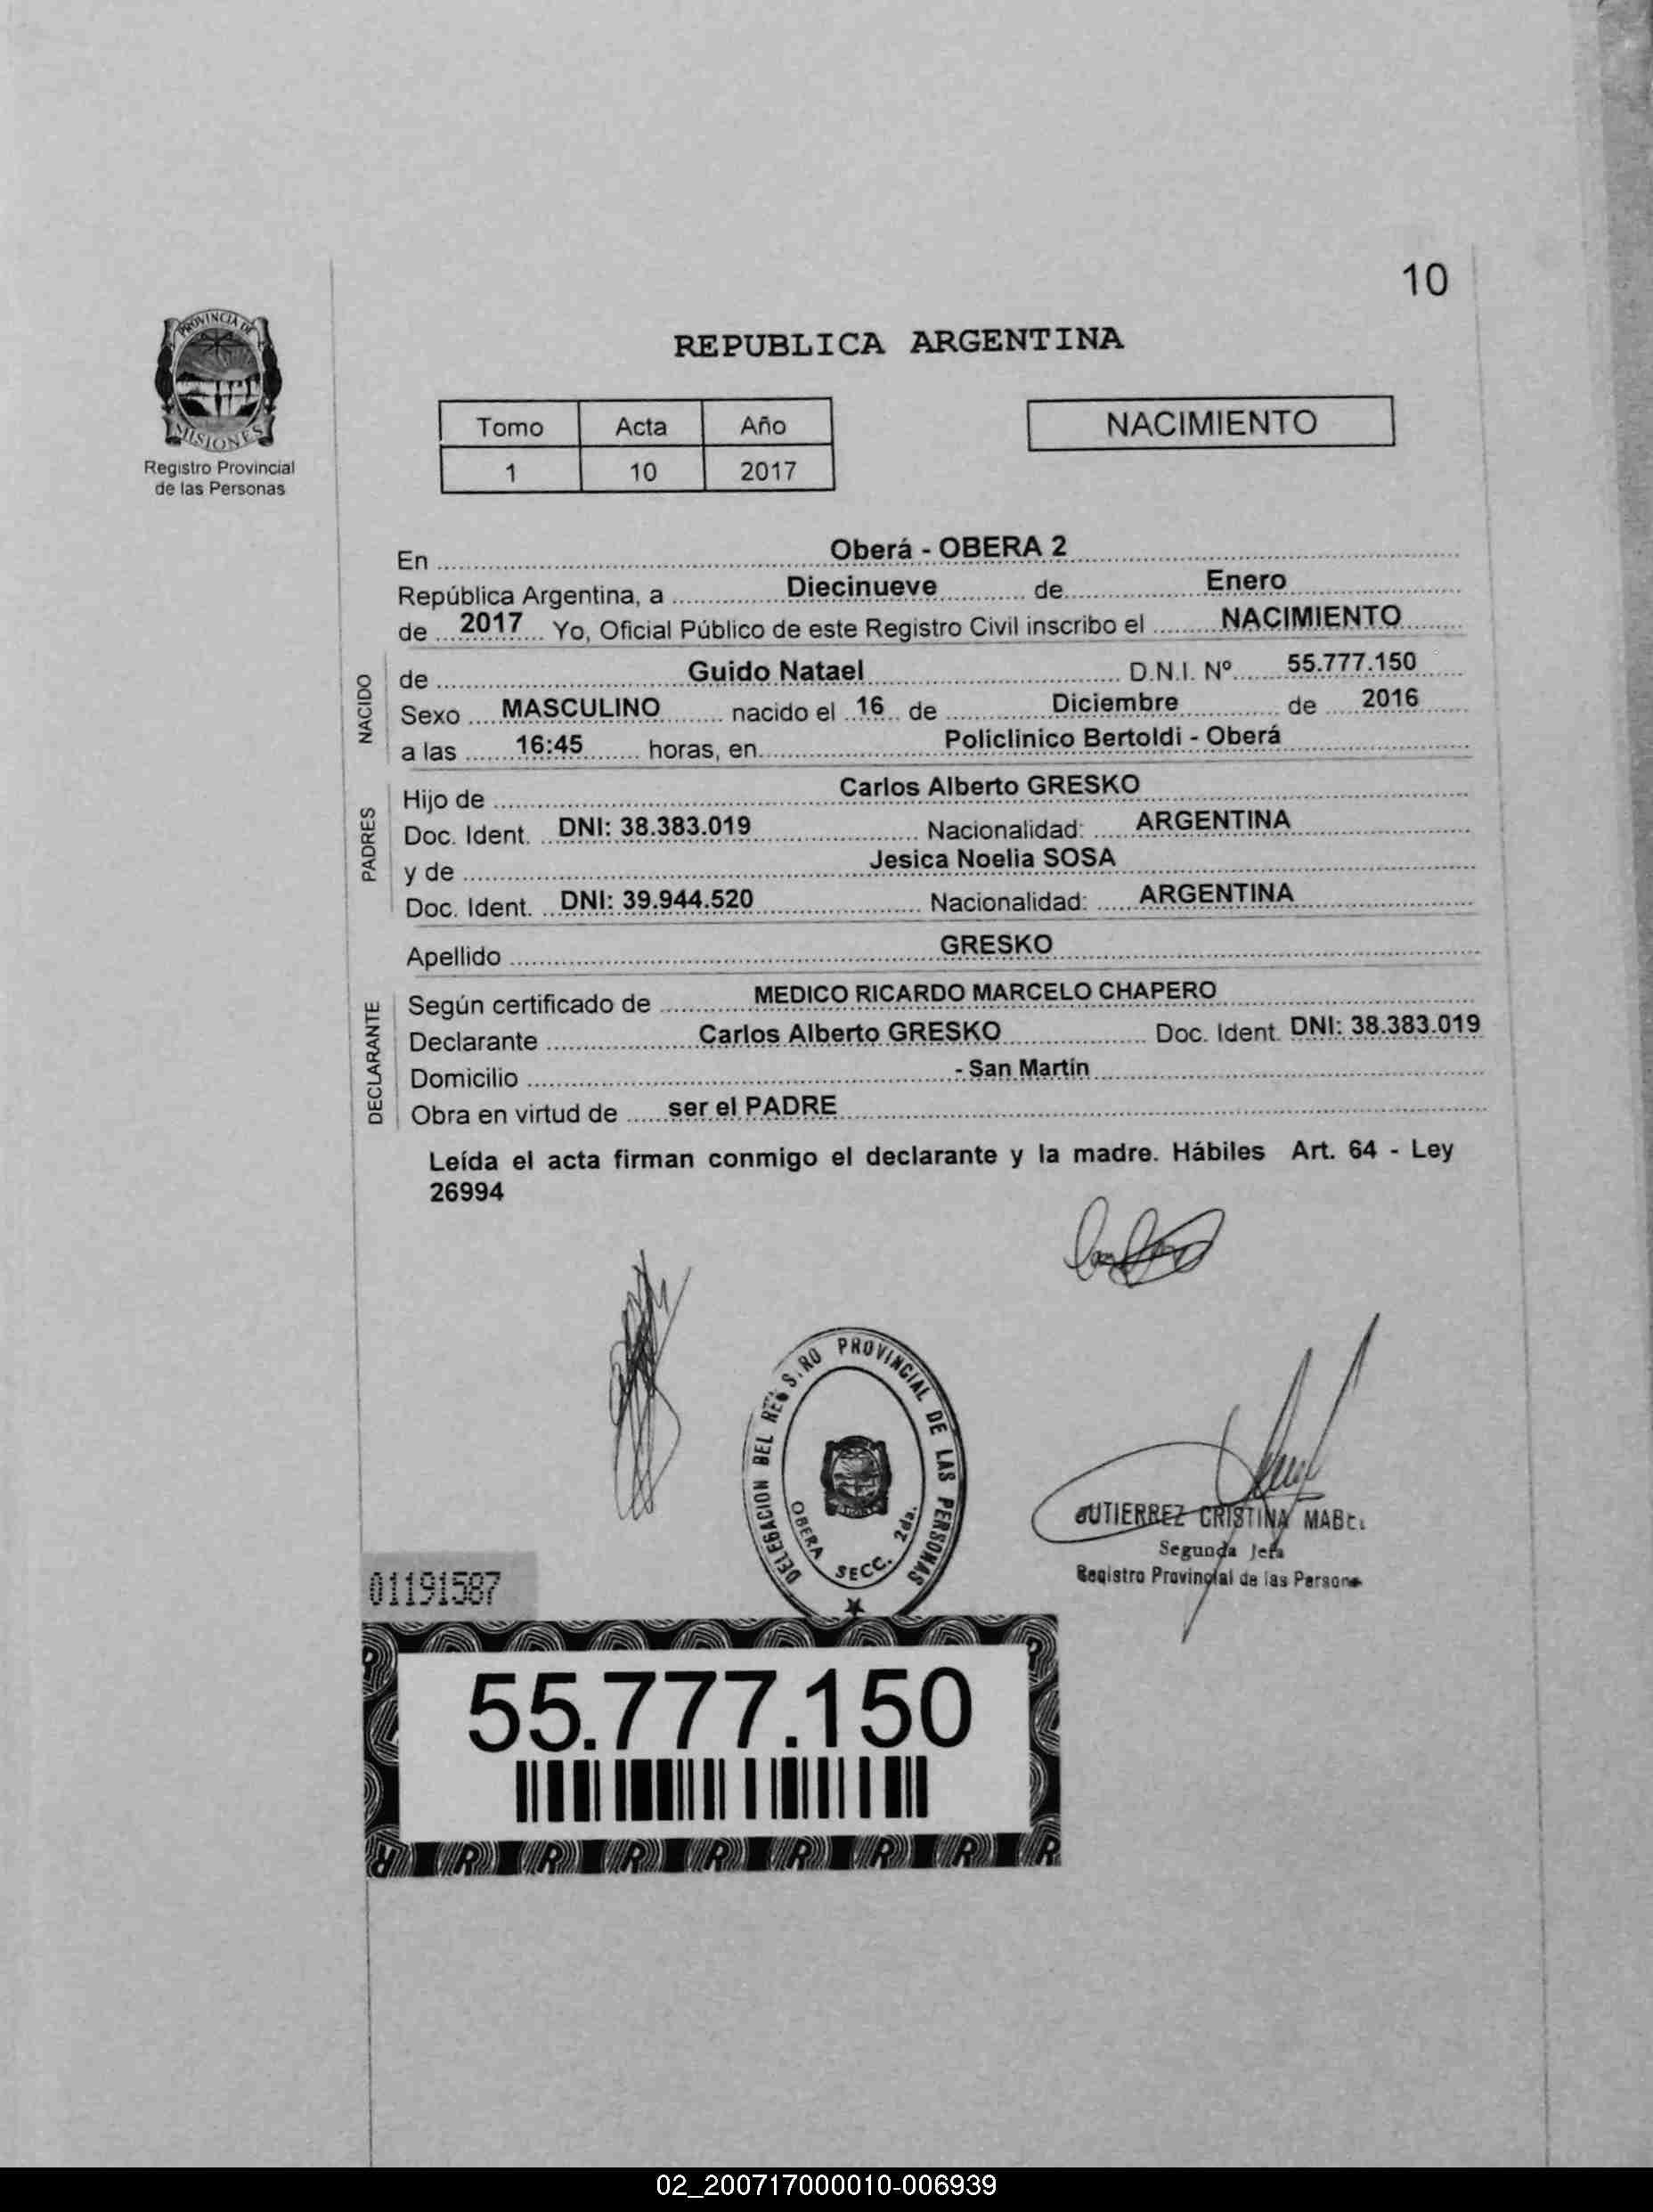 10
PROVINCIA DE
MISIONES
Registro Provincial
de las Personas
REPUBLICA ARGENTINA
Tomo Acta Año
1 10 2017
NACIMIENTO
En Oberá - OBERA 2
República Argentina, a Diecinueve de Enero
de 2017 Yo, Oficial Público de este Registro Civil inscribo el NACIMIENTO
NACIDO
de Guido Natael D.N.I. Nº 55.777.150
Sexo MASCULINO nacido el 16 de Diciembre de 2016
a las 16:45 horas, en Policlinico Bertoldi - Oberá
PADRES
Hijo de Carlos Alberto GRESKO
Doc. Ident. DNI: 38.383.019 Nacionalidad: ARGENTINA
y de Jesica Noelia SOSA
Doc. Ident. DNI: 39.944.520 Nacionalidad: ARGENTINA
Apellido GRESKO
DECLARANTE
Según certificado de MEDICO RICARDO MARCELO CHAPERO
Declarante Carlos Alberto GRESKO Doc. Ident. DNI: 38.383.019
Domicilio - San Martín
Obra en virtud de ser el PADRE
Leída el acta firman conmigo el declarante y la madre. Hábiles Art. 64 - Ley
26994
DELEGACION DEL REGISTRO PROVINCIAL DE LAS PERSONAS
OBERA SECC. 2da.
GUTIERREZ CRISTINA
Segunda Jefa
Registro Provincial de las Persona
01191587
55.777.150
02_200717000010-006939